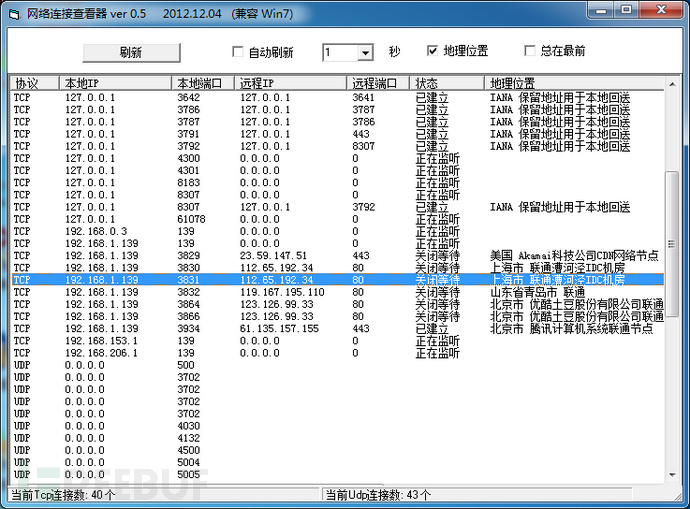 网络连接查看器 ver 0.5 2012.12.04 (兼容 Win7)
刷新 自动刷新 1 秒 地理位置 总在最前
协议 本地IP 本地端口 远程IP 远程端口 状态 地理位置
TCP 127.0.0.1 3642 127.0.0.1 3641 已建立 IANA 保留地址用于本地回送
TCP 127.0.0.1 3786 127.0.0.1 3787 已建立 IANA 保留地址用于本地回送
TCP 127.0.0.1 3787 127.0.0.1 3786 已建立 IANA 保留地址用于本地回送
TCP 127.0.0.1 3791 127.0.0.1 443 已建立 IANA 保留地址用于本地回送
TCP 127.0.0.1 3792 127.0.0.1 8307 已建立 IANA 保留地址用于本地回送
TCP 127.0.0.1 4300 0.0.0.0 0 正在监听
TCP 127.0.0.1 4301 0.0.0.0 0 正在监听
TCP 127.0.0.1 8183 0.0.0.0 0 正在监听
TCP 127.0.0.1 8307 0.0.0.0 0 正在监听
TCP 127.0.0.1 8307 127.0.0.1 3792 已建立 IANA 保留地址用于本地回送
TCP 127.0.0.1 61078 0.0.0.0 0 正在监听
TCP 192.168.0.3 139 0.0.0.0 0 正在监听
TCP 192.168.1.139 139 0.0.0.0 0 正在监听
TCP 192.168.1.139 3829 23.59.147.51 443 关闭等待 美国 Akamai科技公司CDN网络节点
TCP 192.168.1.139 3830 112.65.192.34 80 关闭等待 上海市 联通漕河泾IDC机房
TCP 192.168.1.139 3831 112.65.192.34 80 关闭等待 上海市 联通漕河泾IDC机房
TCP 192.168.1.139 3832 119.167.195.110 80 关闭等待 山东省青岛市 联通
TCP 192.168.1.139 3864 123.126.99.33 80 关闭等待 北京市 优酷土豆股份有限公司联通
TCP 192.168.1.139 3866 123.126.99.33 80 关闭等待 北京市 优酷土豆股份有限公司联通
TCP 192.168.1.139 3934 61.135.157.155 443 已建立 北京市 腾讯计算机系统联通节点
TCP 192.168.153.1 139 0.0.0.0 0 正在监听
TCP 192.168.206.1 139 0.0.0.0 0 正在监听
UDP 0.0.0.0 500
UDP 0.0.0.0 3702
UDP 0.0.0.0 3702
UDP 0.0.0.0 3702
UDP 0.0.0.0 3702
UDP 0.0.0.0 4030
UDP 0.0.0.0 4132
UDP 0.0.0.0 4500
UDP 0.0.0.0 5004
UDP 0.0.0.0 5005
REEBUF
当前Tcp连接数: 40个 当前Udp连接数: 43个